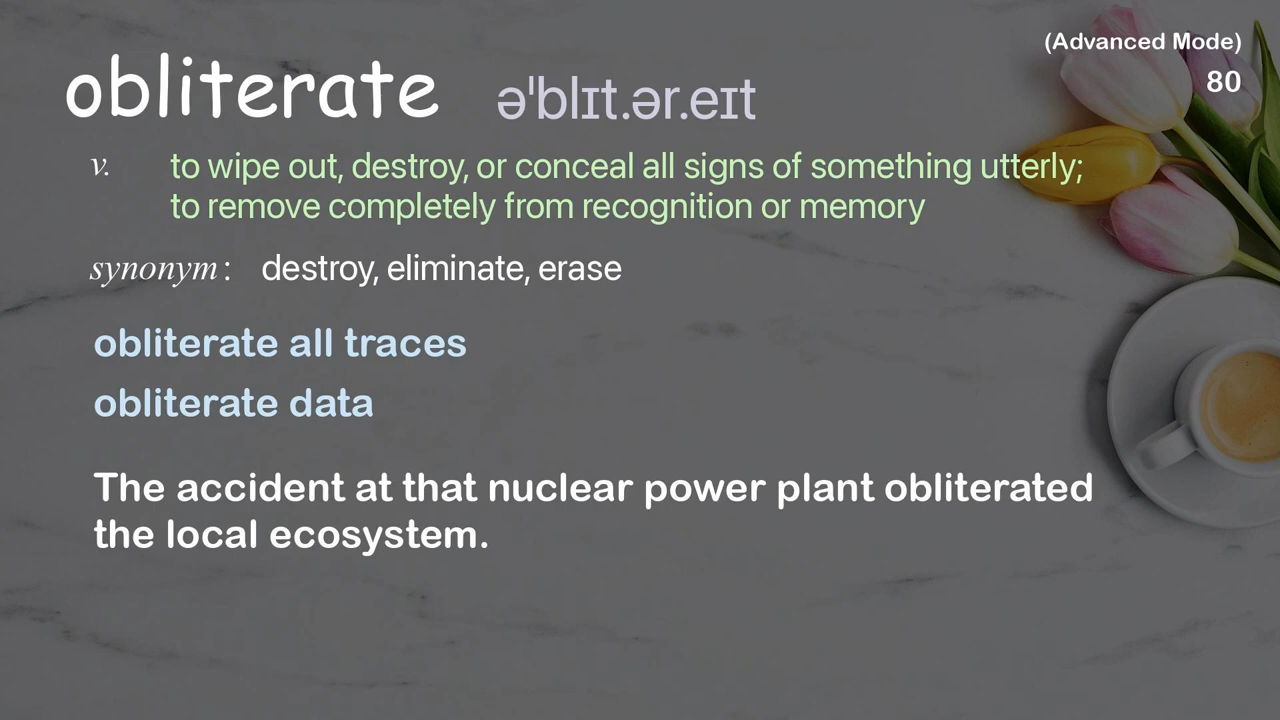 (Advanced Mode)
80
obliterate əˈblɪt.ər.eɪt
v. to wipe out, destroy, or conceal all signs of something utterly;
to remove completely from recognition or memory
synonym : destroy, eliminate, erase
obliterate all traces
obliterate data
The accident at that nuclear power plant obliterated
the local ecosystem.